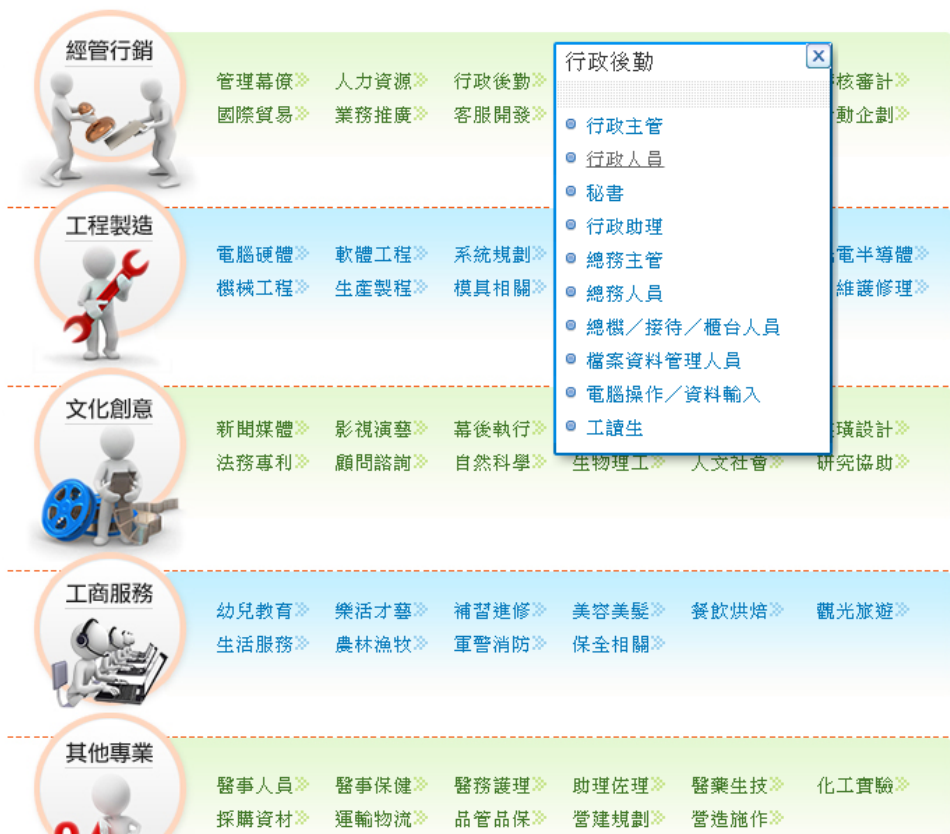 經管行銷
管理幕僚 人力資源 行政後勤 核審計
國際貿易 業務推廣 客服開發 動企劃
行政後勤
行政主管
行政人員
秘書
行政助理
總務主管
總務人員
總機／接待／櫃台人員
檔案資料管理人員
電腦操作／資料輸入
工讀生
工程製造
電腦硬體 軟體工程 系統規劃 電半導體
機械工程 生產製程 模具相關 維護修理
文化創意
新聞媒體 影視演藝 幕後執行 設計
法務專利 顧問諮詢 自然科學 生物理工 人文社會 研究協助
工商服務
幼兒教育 樂活才藝 補習進修 美容美髮 餐飲烘焙 觀光旅遊
生活服務 農林漁牧 軍警消防 保全相關
其他專業
醫事人員 醫事保健 醫務護理 助理佐理 醫藥生技 化工實驗
採購資材 運輸物流 品管品保 營建規劃 營造施作